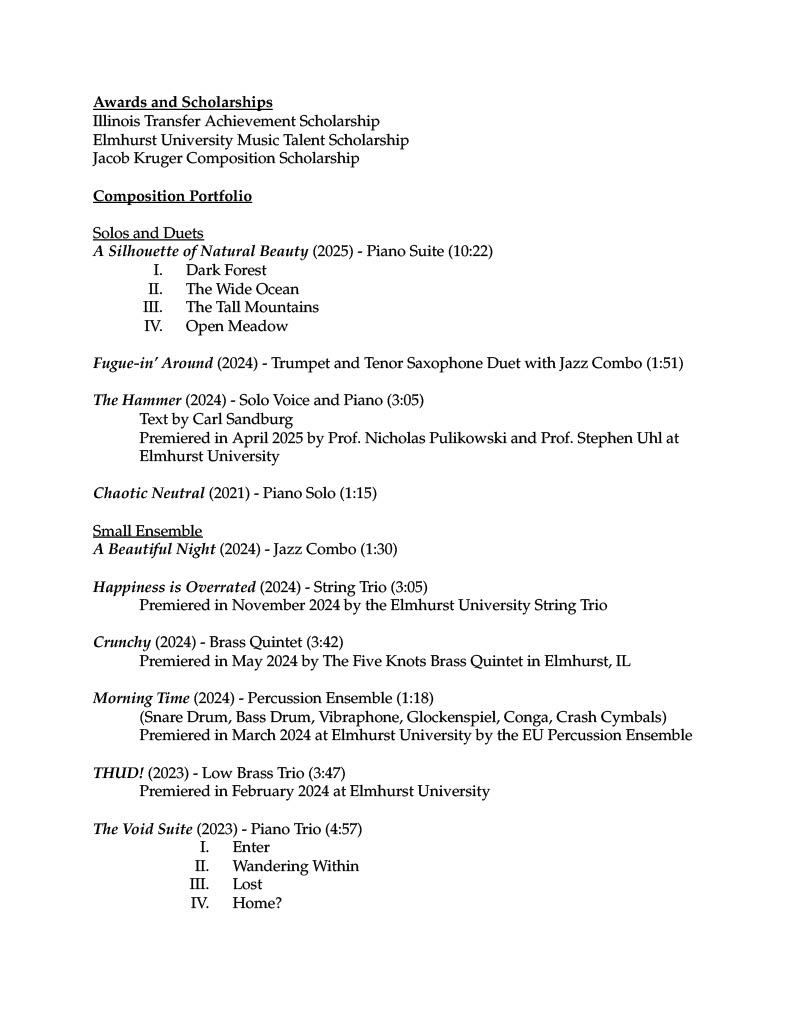 Awards and Scholarships
Illinois Transfer Achievement Scholarship
Elmhurst University Music Talent Scholarship
Jacob Kruger Composition Scholarship
Composition Portfolio
Solos and Duets
A Silhouette of Natural Beauty (2025) - Piano Suite (10:22)
I. Dark Forest
II. The Wide Ocean
III. The Tall Mountains
IV. Open Meadow
Fugue-in’ Around (2024) - Trumpet and Tenor Saxophone Duet with Jazz Combo (1:51)
The Hammer (2024) - Solo Voice and Piano (3:05)
Text by Carl Sandburg
Premiered in April 2025 by Prof. Nicholas Pulikowski and Prof. Stephen Uhl at
Elmhurst University
Chaotic Neutral (2021) - Piano Solo (1:15)
Small Ensemble
A Beautiful Night (2024) - Jazz Combo (1:30)
Happiness is Overrated (2024) - String Trio (3:05)
Premiered in November 2024 by the Elmhurst University String Trio
Crunchy (2024) - Brass Quintet (3:42)
Premiered in May 2024 by The Five Knots Brass Quintet in Elmhurst, IL
Morning Time (2024) - Percussion Ensemble (1:18)
(Snare Drum, Bass Drum, Vibraphone, Glockenspiel, Conga, Crash Cymbals)
Premiered in March 2024 at Elmhurst University by the EU Percussion Ensemble
THUD! (2023) - Low Brass Trio (3:47)
Premiered in February 2024 at Elmhurst University
The Void Suite (2023) - Piano Trio (4:57)
I. Enter
II. Wandering Within
III. Lost
IV. Home?